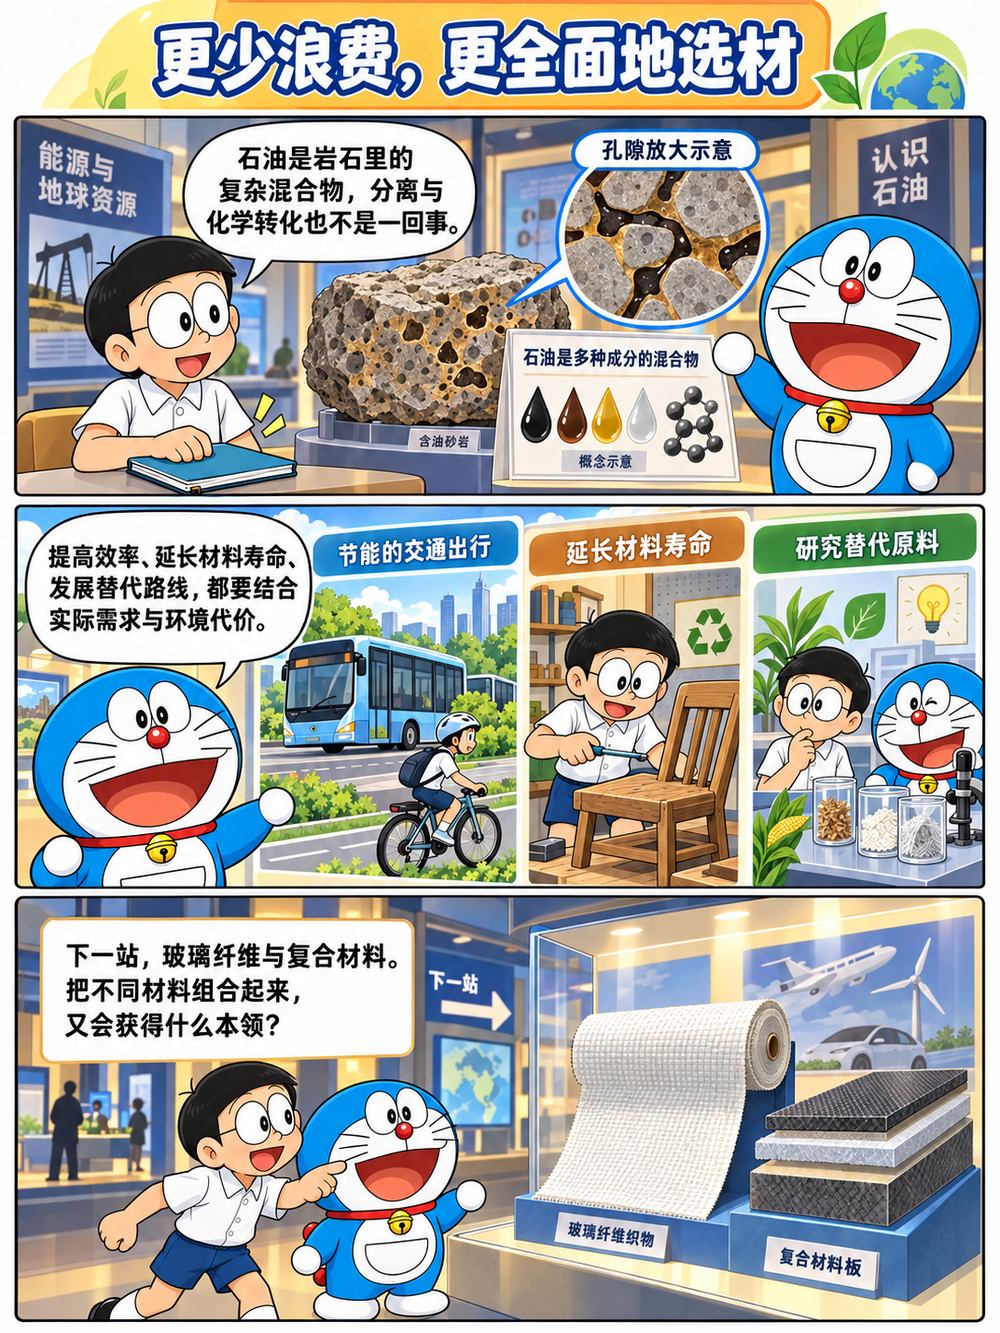 更少浪费，更全面地选材
能源与
地球资源
石油是岩石里的
复杂混合物，分离与
化学转化也不是一回事。
孔隙放大示意
认识
石油
含油砂岩
石油是多种成分的混合物
概念示意
提高效率、延长材料寿命、
发展替代路线，都要结合
实际需求与环境代价。
节能的交通出行
延长材料寿命
研究替代原料
下一站，玻璃纤维与复合材料。
把不同材料组合起来，
又会获得什么本领？
下一站
玻璃纤维织物
复合材料板